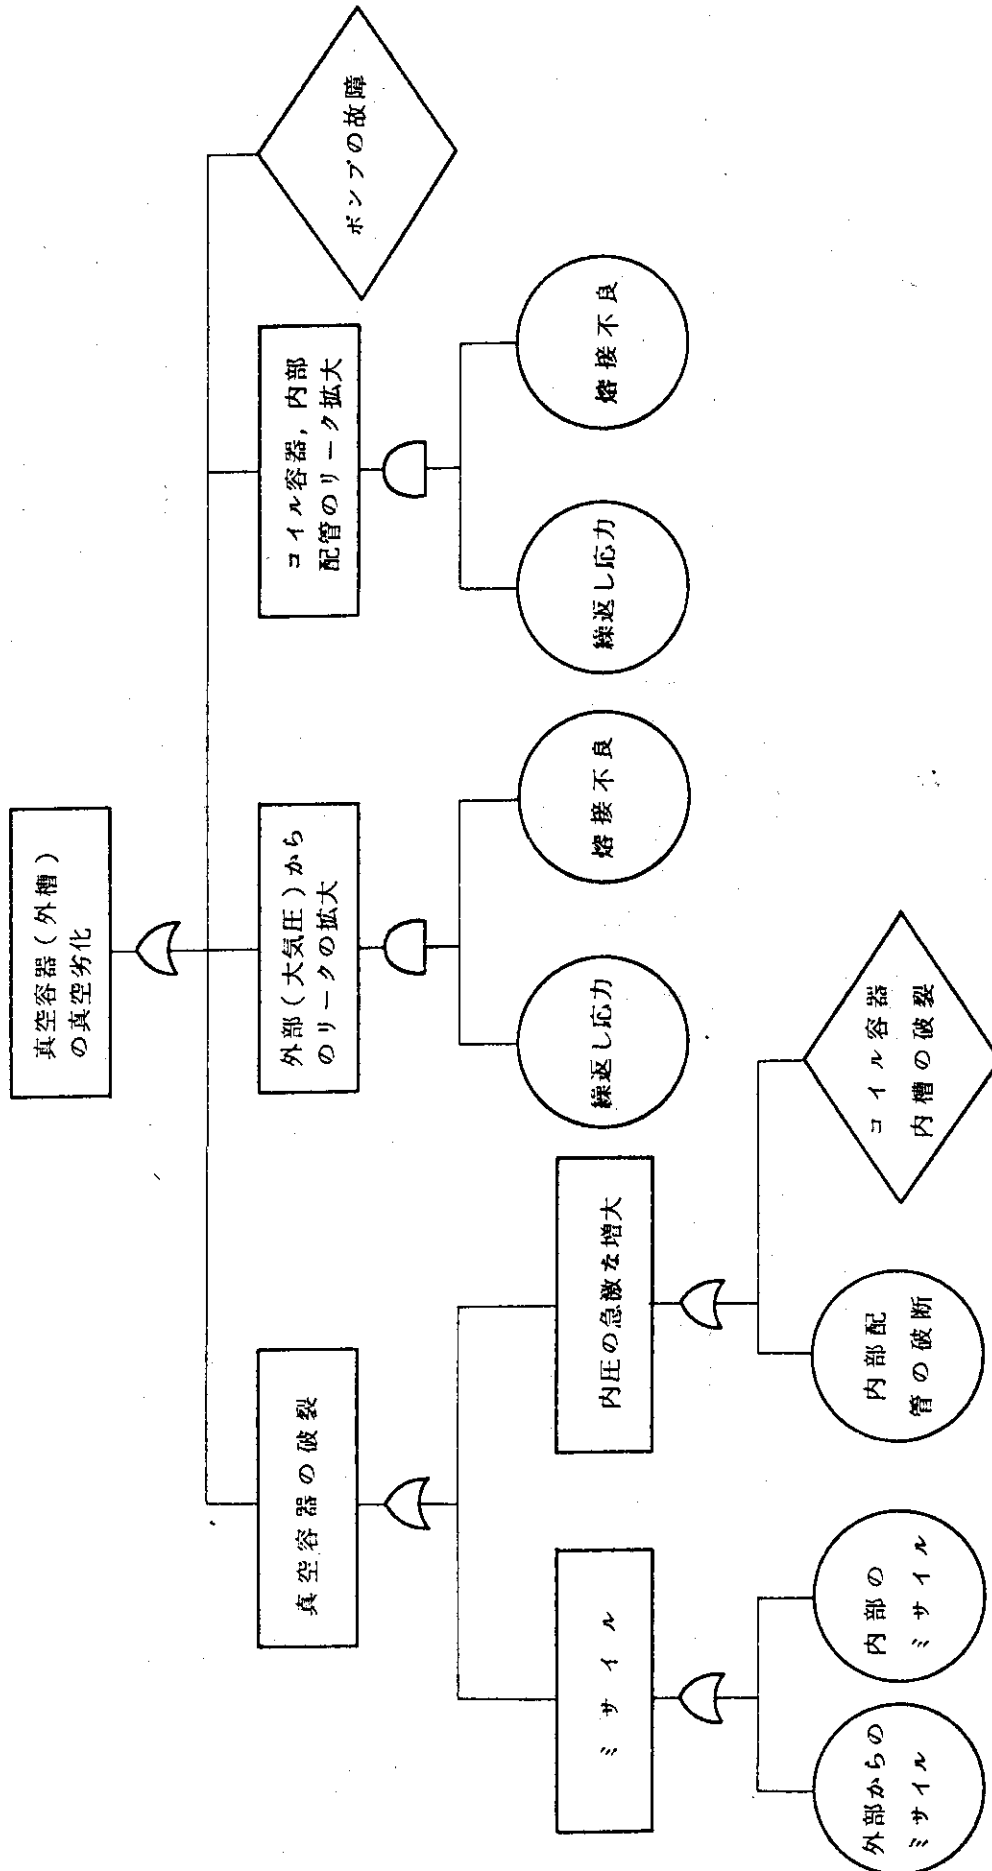 真空容器(外槽)
の真空劣化
真空容器の破裂
外部(大気圧)から
のリークの拡大
コイル容器,内部
配管のリーク拡大
ポンプの故障
ミサイル
内圧の急激な増大
繰返し応力
熔接不良
繰返し応力
熔接不良
外部からの
ミサイル
内部の
ミサイル
内部配
管の破断
コイル容器
内槽の破裂